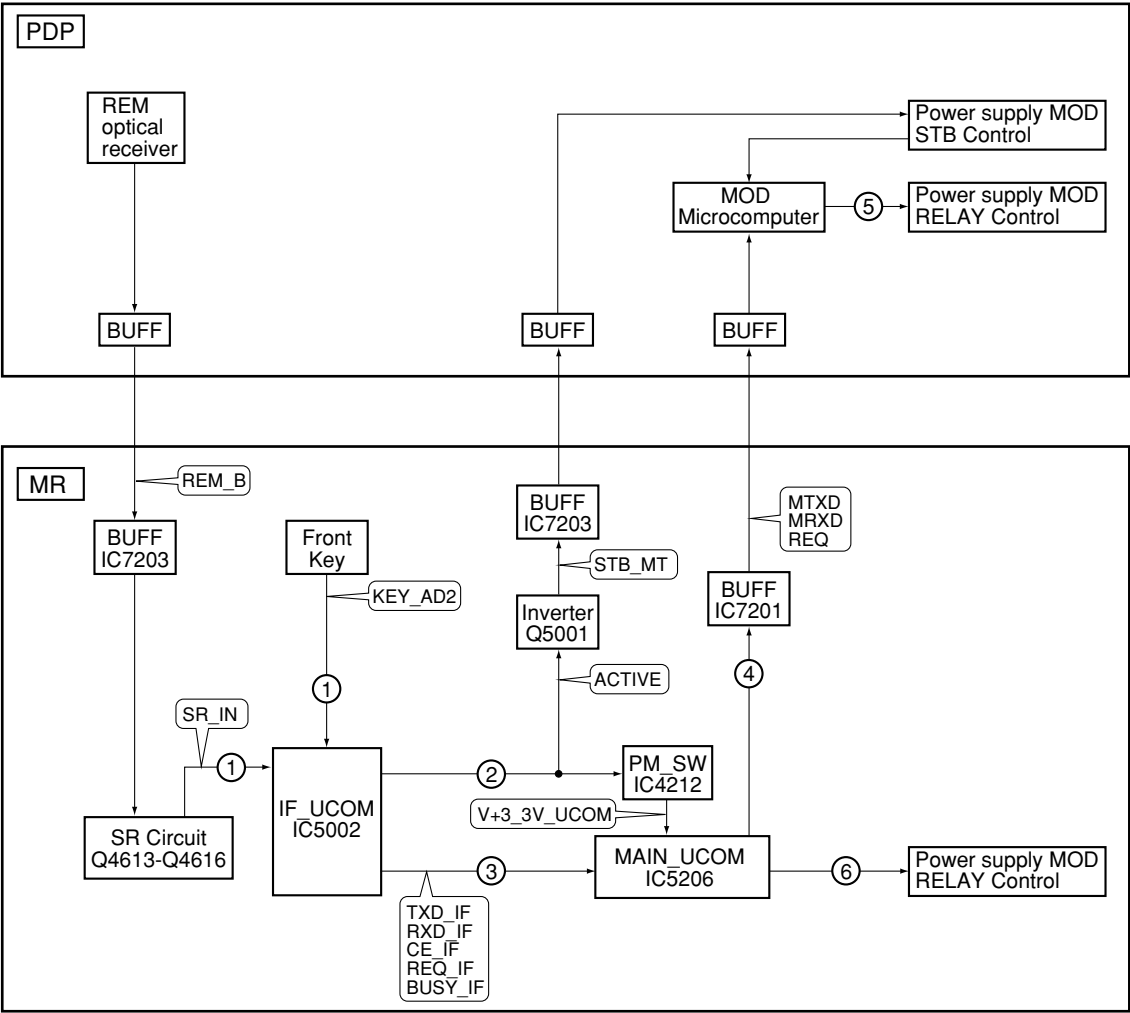 PDP
REM
optical
receiver
Power supply MOD
STB Control
MOD
Microcomputer
5
Power supply MOD
RELAY Control
BUFF
BUFF
BUFF
MR
REM_B
BUFF
IC7203
Front
Key
KEY_AD2
BUFF
IC7203
STB_MT
Inverter
Q5001
ACTIVE
MTXD
MRXD
REQ
BUFF
IC7201
4
1
SR_IN
1
SR Circuit
Q4613-Q4616
IF_UCOM
IC5002
2
PM_SW
IC4212
V+3_3V_UCOM
3
TXD_IF
RXD_IF
CE_IF
REQ_IF
BUSY_IF
MAIN_UCOM
IC5206
6
Power supply MOD
RELAY Control